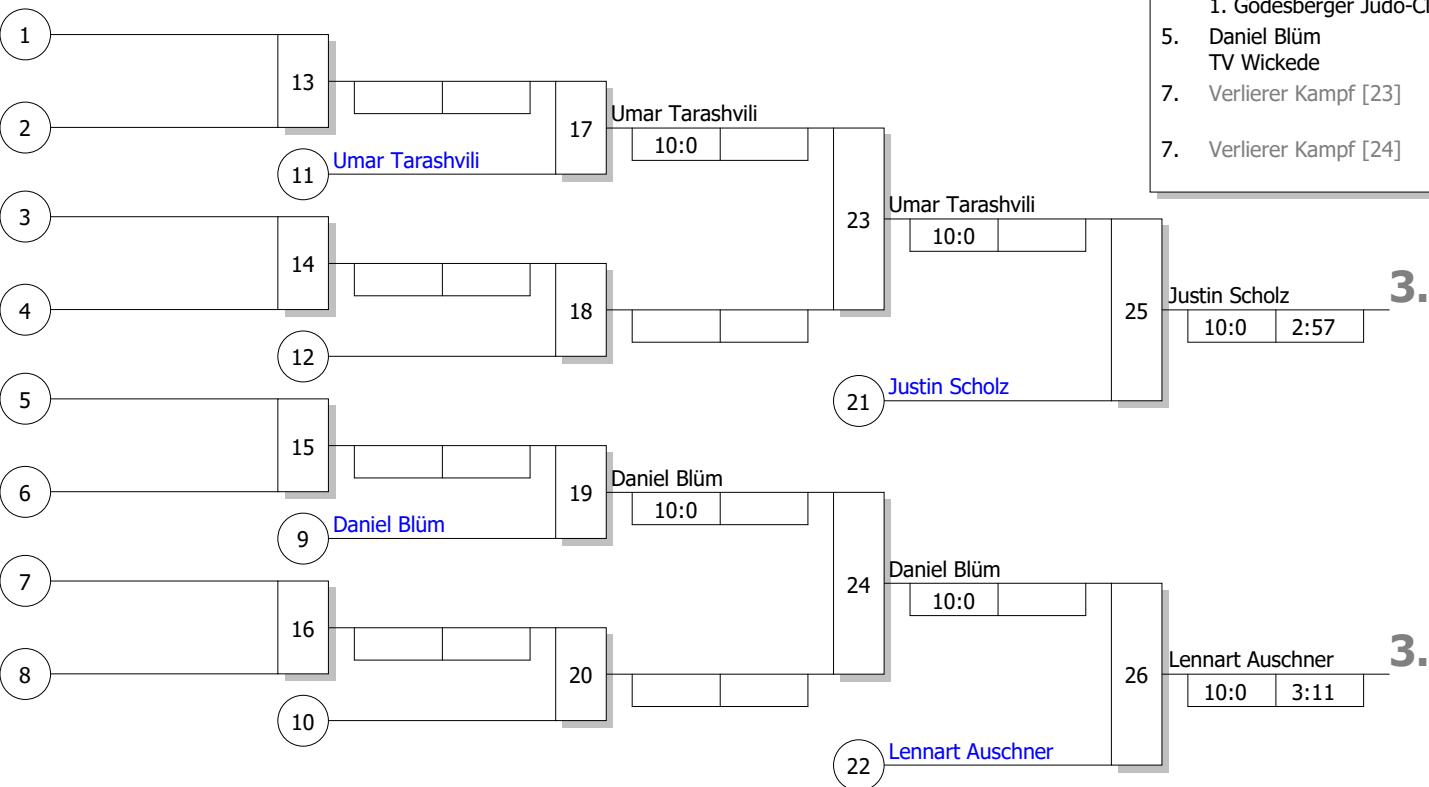 1. Godesberger Judo-Cl
5. Daniel Blüm
TV Wickede
7. Verlierer Kampf [23]
7. Verlierer Kampf [24]
1
13
2
17
Umar Tarashvili
10:0
11
Umar Tarashvili
3
14
4
18
12
23
Umar Tarashvili
10:0
25
Justin Scholz
3.
10:0 2:57
21
Justin Scholz
5
15
6
19
Daniel Blüm
10:0
9
Daniel Blüm
7
16
8
20
10
24
Daniel Blüm
10:0
26
Lennart Auschner
3.
10:0 3:11
22
Lennart Auschner